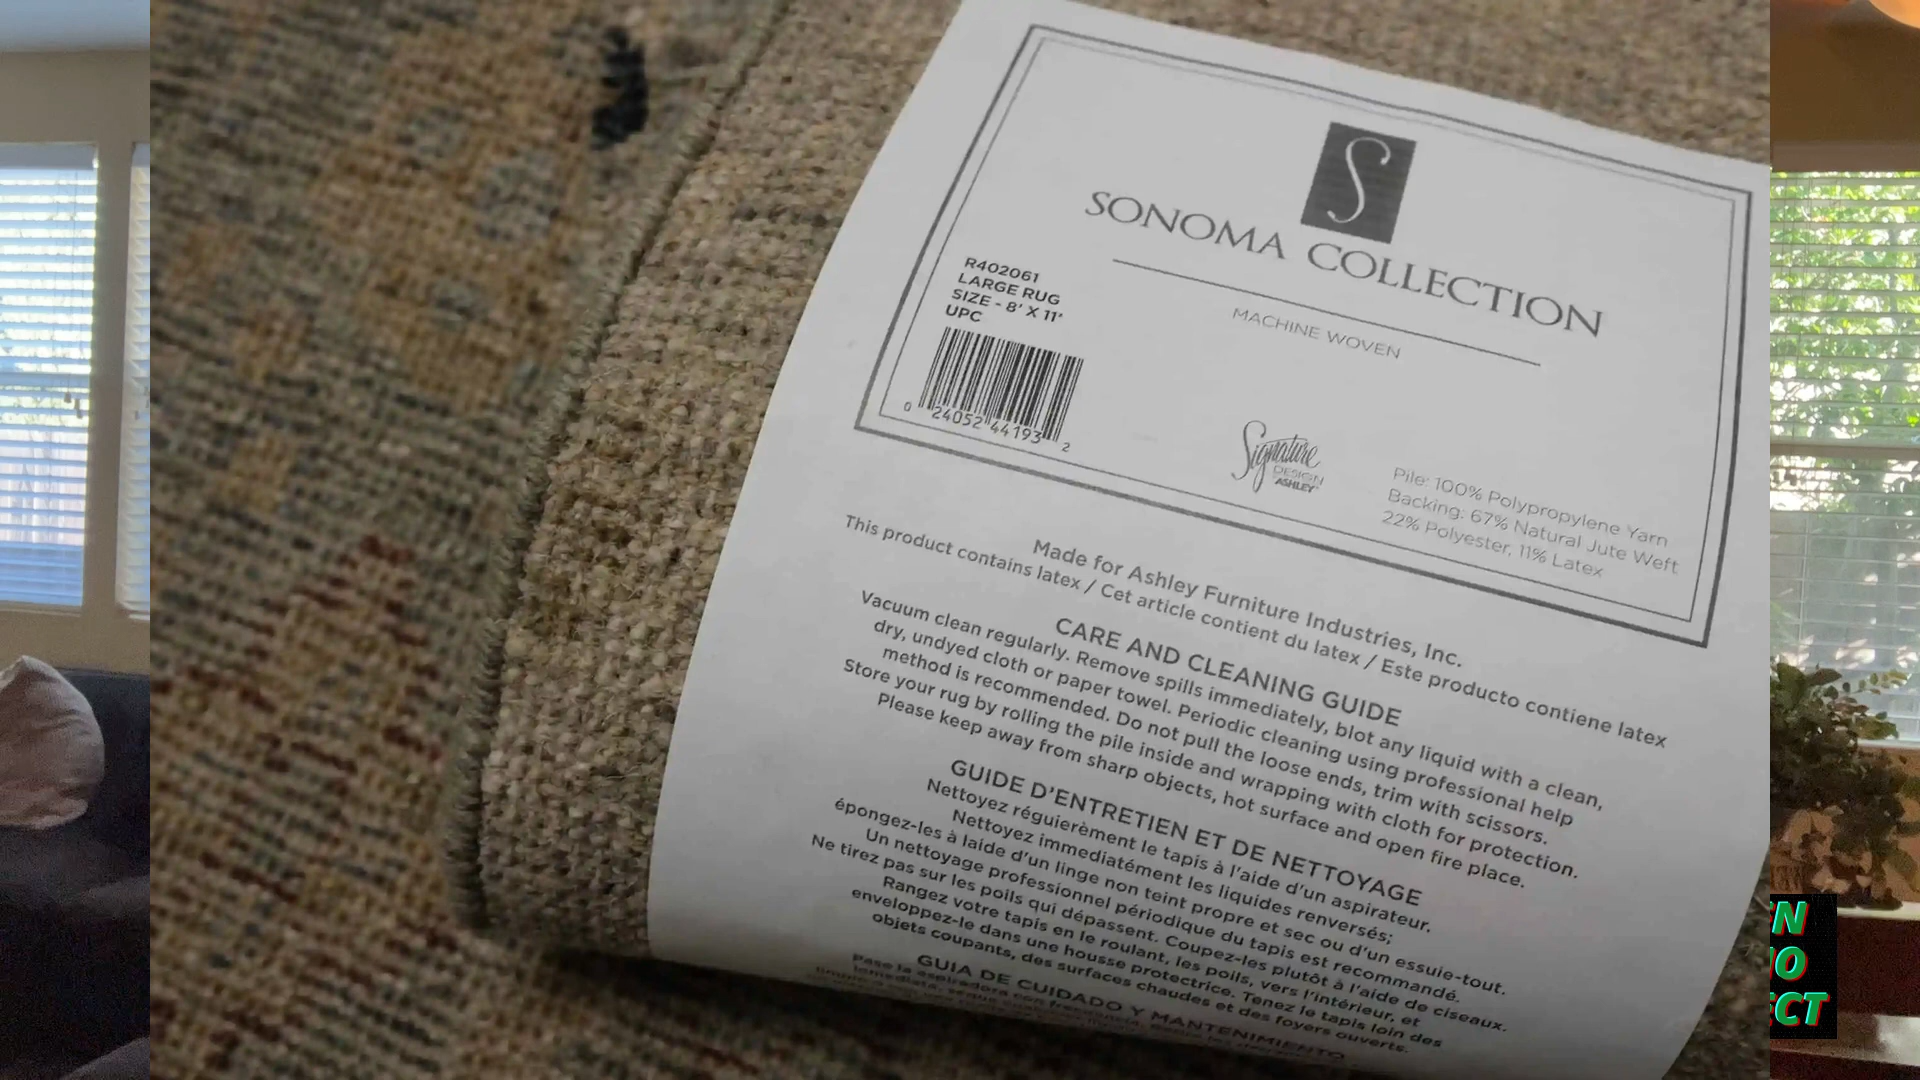 S
SONOMA COLLECTION
MACHINE WOVEN
R402061
LARGE RUG
SIZE - 8' X 11'
UPC
0 24052 44193 2
Signature
DESIGN
ASHLEY
Pile: 100% Polypropylene Yarn
Backing: 67% Natural Jute Weft
22% Polyester, 11% Latex
Made for Ashley Furniture Industries, Inc.
This product contains latex / Cet article contient du latex / Este producto contiene latex
CARE AND CLEANING GUIDE
Vacuum clean regularly. Remove spills immediately, blot any liquid with a clean,
dry, undyed cloth or paper towel. Periodic cleaning using professional help
method is recommended. Do not pull the loose ends, trim with scissors.
Store your rug by rolling the pile inside and wrapping with cloth for protection.
Please keep away from sharp objects, hot surface and open fire place.
GUIDE D'ENTRETIEN ET DE NETTOYAGE
Nettoyez réguierèment le tapis à l'aide d'un aspirateur.
Nettoyez immediatément les liquides renversés;
épongez-les à laide d'un linge non teint propre et sec ou d'un essuie-tout.
Un nettoyage professionnel périodique du tapis est recommandé.
Ne tirez pas sur les poils qui dépassent. Coupez-les plutôt à l'aide de ciseaux.
Rangez votre tapis en le roulant, les poils, vers l'intérieur, et
enveloppez-le dans une housse protectrice. Tenez le tapis loin des
objets coupants, des surfaces chaudes et des foyers ouverts.
GUIA DE CUIDADO Y MANTENIMIENTO
Pase la aspiradora con frecuencia.
N
IO
ECT